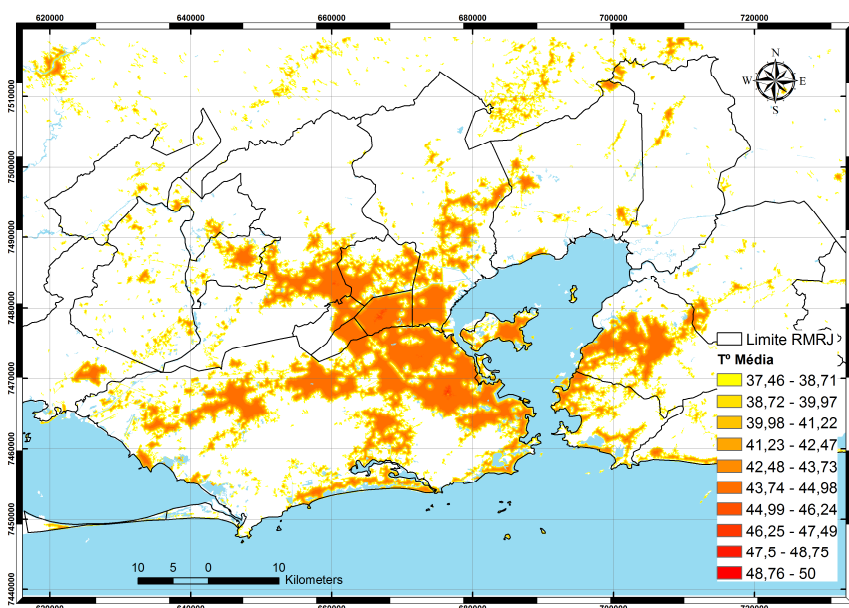 620000 640000 660000 680000 700000 720000
N
W E
S
7510000
7500000
7490000
7480000
7470000
7460000
7450000
7440000
Limite RMRJ
Tº Média
37,46 - 38,71
38,72 - 39,97
39,98 - 41,22
41,23 - 42,47
42,48 - 43,73
43,74 - 44,98
44,99 - 46,24
46,25 - 47,49
47,5 - 48,75
48,76 - 50
10 5 0 10
Kilometers